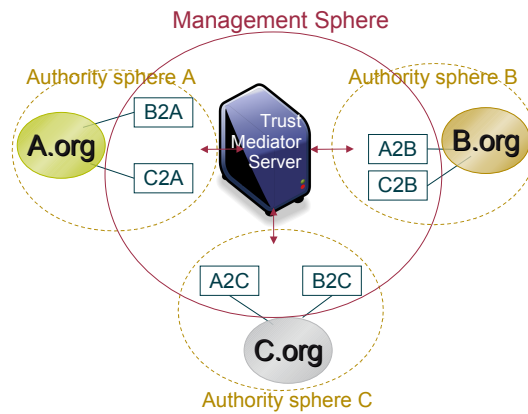 Management Sphere
Authority sphere A
Authority sphere B
B2A
Trust
Mediator
Server
A.org
A2B
B.org
C2A
C2B
A2C
B2C
C.org
Authority sphere C